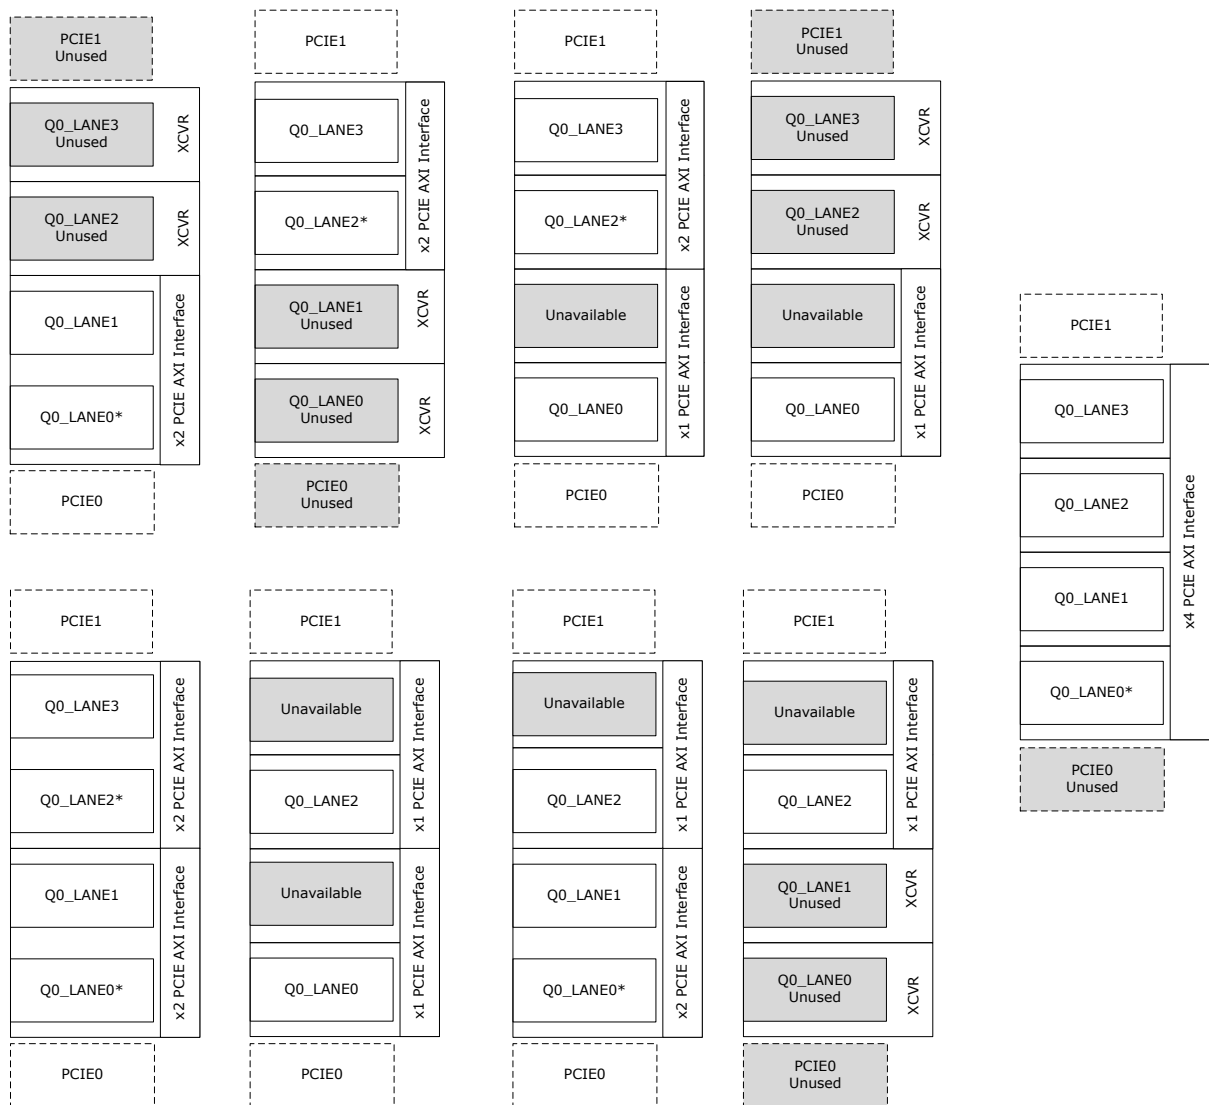 PCIE1
Unused
Q0_LANE3
Unused
XCVR
Q0_LANE2
Unused
XCVR
Q0_LANE1
Q0_LANE0*
x2 PCIE AXI Interface
PCIE0
PCIE1
Q0_LANE3
Q0_LANE2*
x2 PCIE AXI Interface
Q0_LANE1
Unused
XCVR
Q0_LANE0
Unused
XCVR
PCIE0
Unused
PCIE1
Q0_LANE3
Q0_LANE2*
x2 PCIE AXI Interface
Unavailable
Q0_LANE0
x1 PCIE AXI Interface
PCIE0
PCIE1
Unused
Q0_LANE3
Unused
XCVR
Q0_LANE2
Unused
XCVR
Unavailable
Q0_LANE0
x1 PCIE AXI Interface
PCIE0
PCIE1
Q0_LANE3
Q0_LANE2
Q0_LANE1
Q0_LANE0*
x4 PCIE AXI Interface
PCIE0
Unused
PCIE1
Q0_LANE3
Q0_LANE2*
x2 PCIE AXI Interface
Q0_LANE1
Q0_LANE0*
x2 PCIE AXI Interface
PCIE0
PCIE1
Unavailable
Q0_LANE2
x1 PCIE AXI Interface
Unavailable
Q0_LANE0
x1 PCIE AXI Interface
PCIE0
PCIE1
Unavailable
Q0_LANE2
x1 PCIE AXI Interface
Q0_LANE1
Q0_LANE0*
x2 PCIE AXI Interface
PCIE0
PCIE1
Unavailable
Q0_LANE2
x1 PCIE AXI Interface
Q0_LANE1
Unused
XCVR
Q0_LANE0
Unused
XCVR
PCIE0
Unused